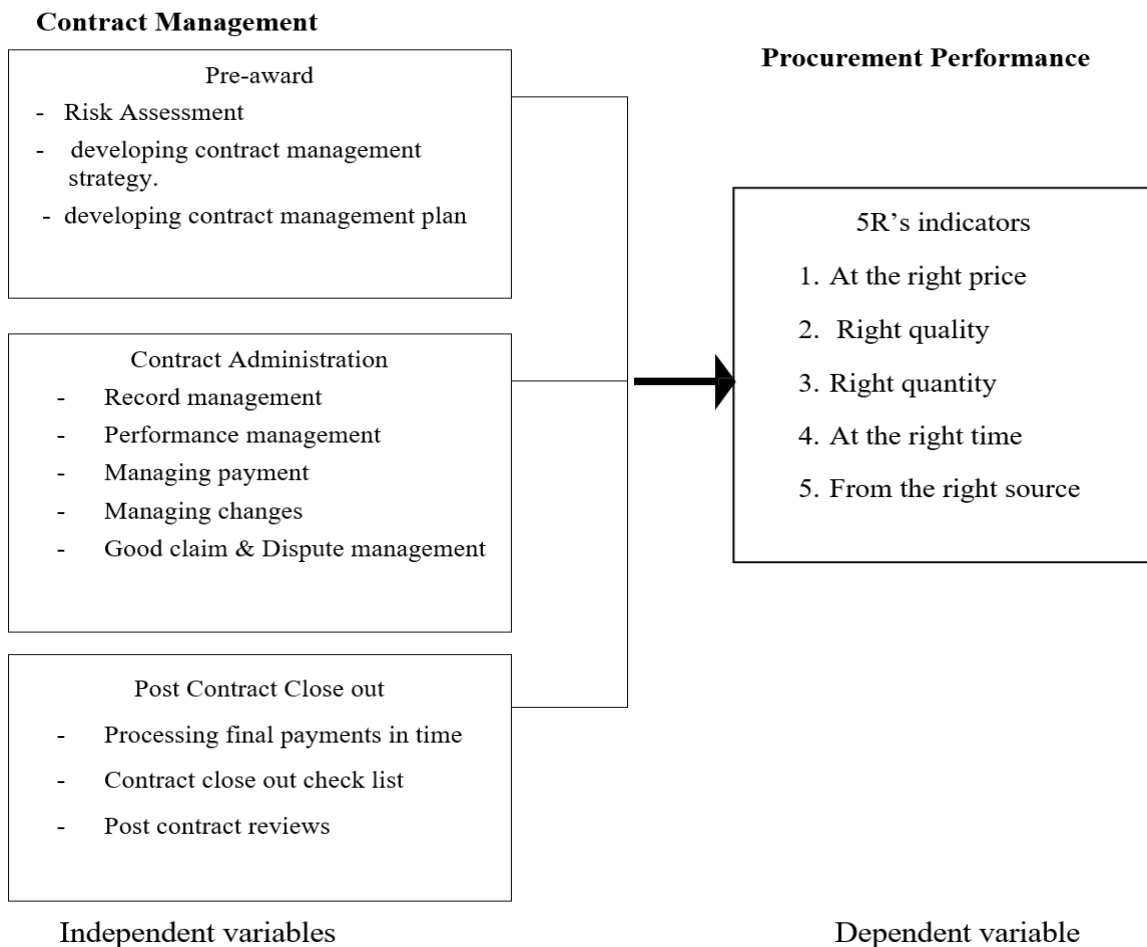 Contract Management
Pre-award
- Risk Assessment
- developing contract management
strategy.
- developing contract management plan
Contract Administration
- Record management
- Performance management
- Managing payment
- Managing changes
- Good claim & Dispute management
Post Contract Close out
- Processing final payments in time
- Contract close out check list
- Post contract reviews
Independent variables
Procurement Performance
5R’s indicators
1. At the right price
2. Right quality
3. Right quantity
4. At the right time
5. From the right source
Dependent variable